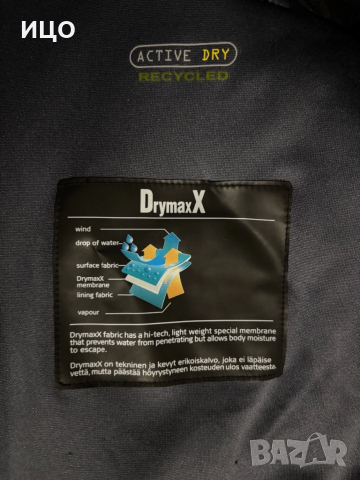 ИЦО
ACTIVE DRY
RECYCLED
DrymaxX
wind
drop of water
surface fabric
DrymaxX
membrane
lining fabric
vapour
DrymaxX fabric has a hi-tech, light weight special membrane
that prevents water from penetrating but allows body moisture
to escape.
DrymaxX on tekninen ja kevyt erikoiskalvo, joka ei läpäise
vettä, mutta päästää höyrystyneen kosteuden ulos vaatteesta.
BAZAR